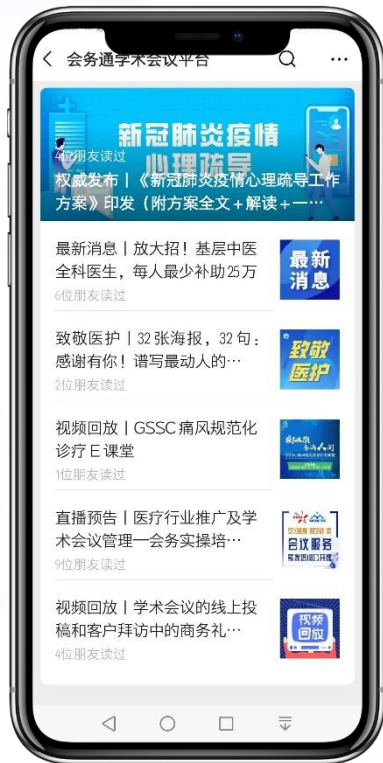 会务通学术会议平台
新冠肺炎疫情
心理疏导
4位朋友读过
权威发布丨《新冠肺炎疫情心理疏导工作
方案》印发（附方案全文+解读+一…
最新消息丨放大招！基层中医
全科医生，每人最少补助25万
6位朋友读过
最新
消息
致敬医护丨32张海报，32句：
感谢有你！谱写最动人的…
2位朋友读过
致敬
医护
视频回放丨GSSC痛风规范化
诊疗E课堂
1位朋友读过
直播预告丨医疗行业推广及学
术会议管理—会务实操培…
9位朋友读过
会议服务
视频回放丨学术会议的线上投
稿和客户拜访中的商务礼…
4位朋友读过
视频
回放